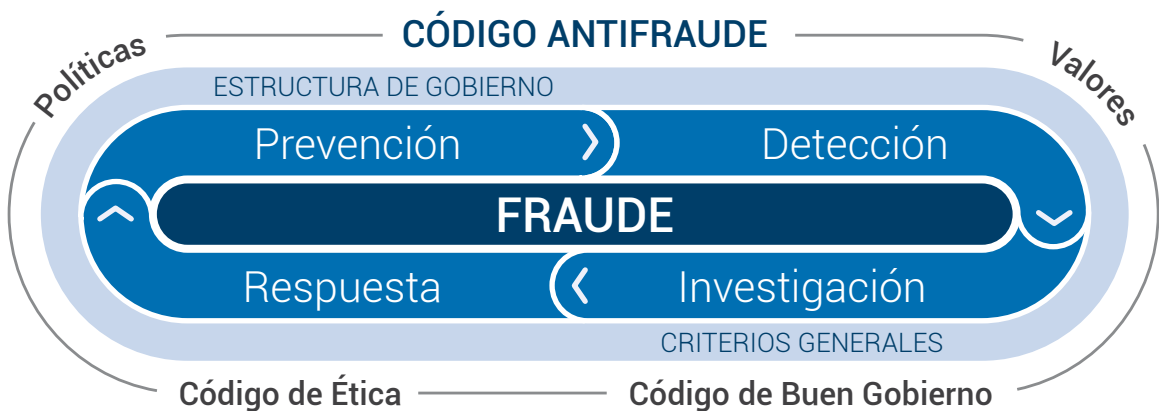 CÓDIGO ANTIFRAUDE
Políticas
Valores
ESTRUCTURA DE GOBIERNO
Prevención
Detección
FRAUDE
Respuesta
Investigación
CRITERIOS GENERALES
Código de Ética
Código de Buen Gobierno